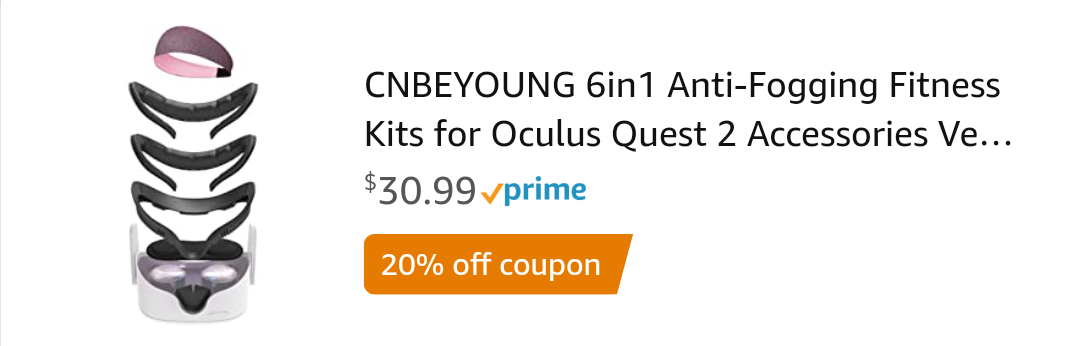 CNBEYOUNG 6in1 Anti-Fogging Fitness
Kits for Oculus Quest 2 Accessories Ve...
$30.99 prime
20% off coupon